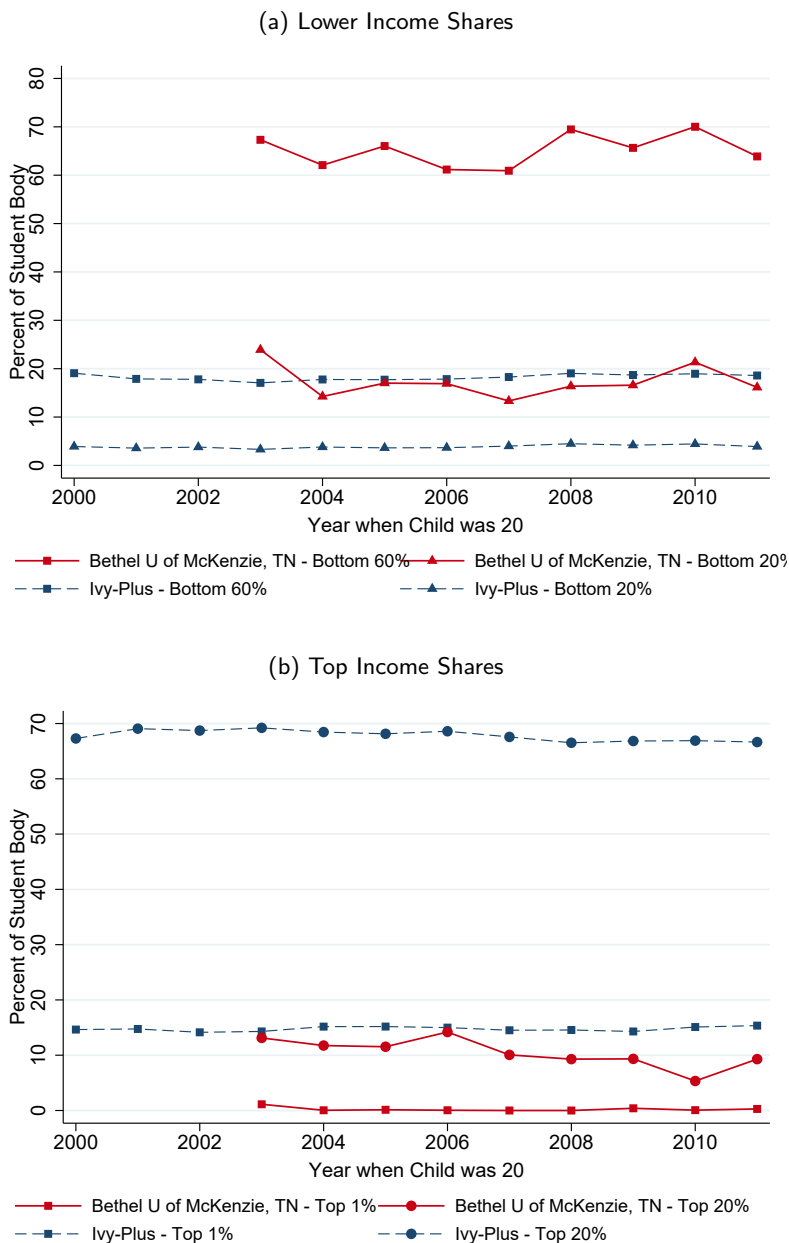 (a) Lower Income Shares
Percent of Student Body
80
70
60
50
40
30
20
10
0
2000 2002 2004 2006 2008 2010
Year when Child was 20
Bethel U of McKenzie, TN - Bottom 60% Bethel U of McKenzie, TN - Bottom 20%
Ivy-Plus - Bottom 60% Ivy-Plus - Bottom 20%
(b) Top Income Shares
Percent of Student Body
70
60
50
40
30
20
10
0
2000 2002 2004 2006 2008 2010
Year when Child was 20
Bethel U of McKenzie, TN - Top 1% Bethel U of McKenzie, TN - Top 20%
Ivy-Plus - Top 1% Ivy-Plus - Top 20%